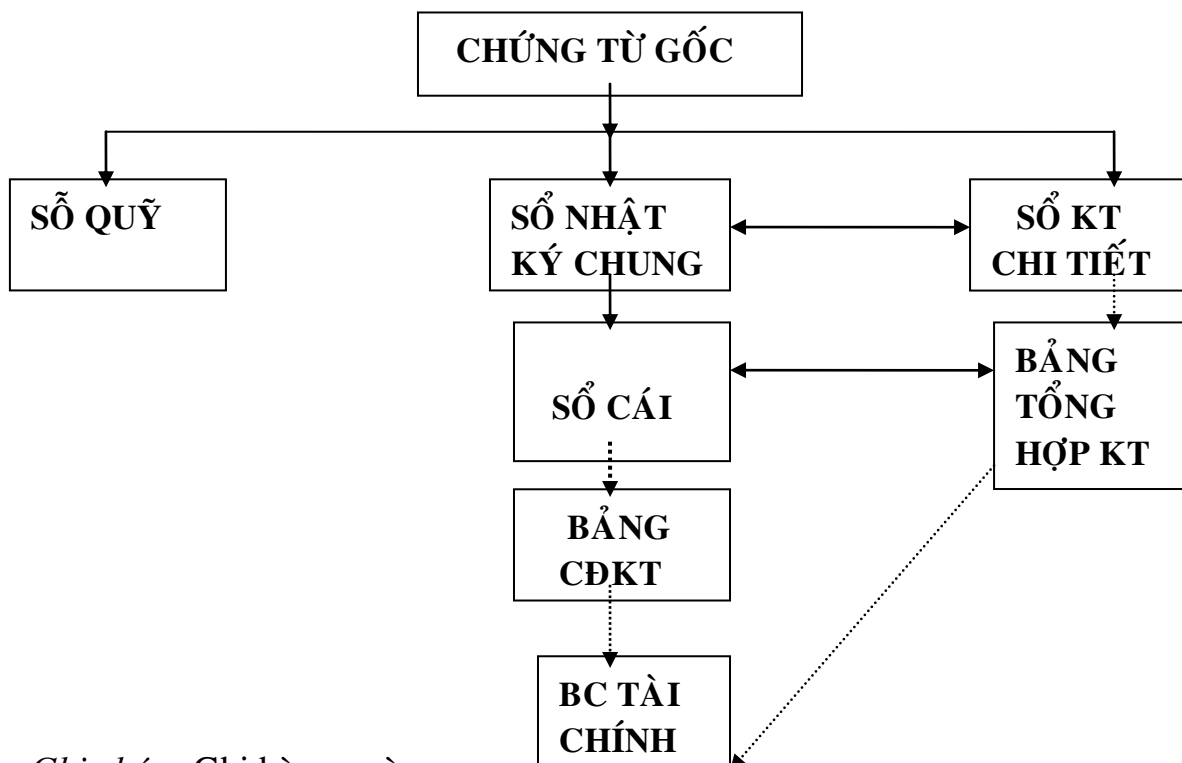 CHỨNG TỪ GỐC
SỖ QUỸ
SỔ NHẬT
KÝ CHUNG
SỔ KT
CHI TIẾT
SỔ CÁI
BẢNG
TỔNG
HỢP KT
BẢNG
CĐKT
BC TÀI
CHÍNH